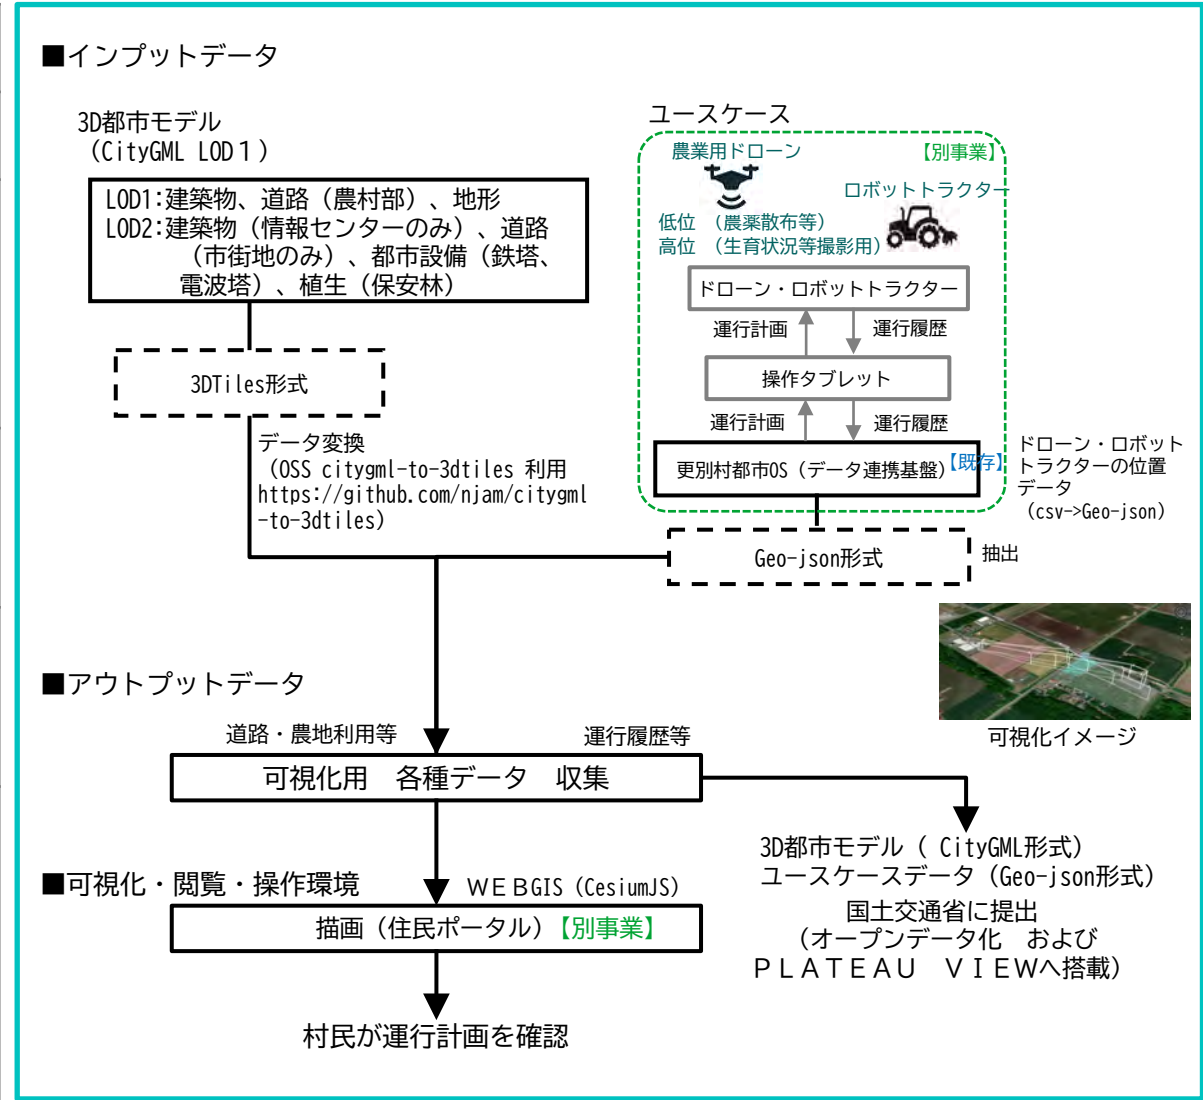 ■インプットデータ
3D都市モデル
（CityGML LOD１）
LOD1:建築物、道路（農村部）、地形
LOD2:建築物（情報センターのみ）、道路
（市街地のみ）、都市設備（鉄塔、
電波塔）、植生（保安林）
3DTiles形式
データ変換
（OSS citygml-to-3dtiles 利用
https://github.com/njam/citygml
-to-3dtiles）
ユースケース
農業用ドローン
【別事業】
ロボットトラクター
低位 （農薬散布等）
高位 （生育状況等撮影用）
ドローン・ロボットトラクター
運行計画 運行履歴
操作タブレット
運行計画 運行履歴
更別村都市OS（データ連携基盤）【既存】
ドローン・ロボット
トラクターの位置
データ
（csv->Geo-json）
Geo-json形式
抽出
可視化イメージ
■アウトプットデータ
道路・農地利用等 運行履歴等
可視化用　各種データ　収集
3D都市モデル（ CityGML形式）
ユースケースデータ（Geo-json形式）
国土交通省に提出
（オープンデータ化　および
ＰＬＡＴＥＡＵ　ＶＩＥＷへ搭載）
■可視化・閲覧・操作環境
ＷＥＢGIS（CesiumJS）
描画（住民ポータル）【別事業】
村民が運行計画を確認